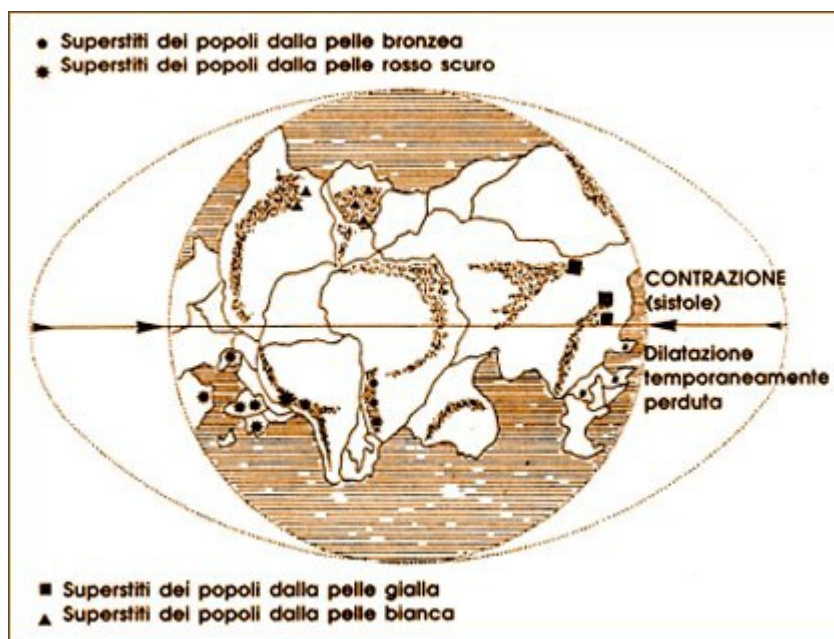 Superstiti dei popoli dalla pelle bronzea
Superstiti dei popoli dalla pelle rosso scuro
CONTRAZIONE
(sistole)
Dilatazione
temporaneamente
perduta
Superstiti dei popoli dalla pelle gialla
Superstiti dei popoli dalla pelle bianca